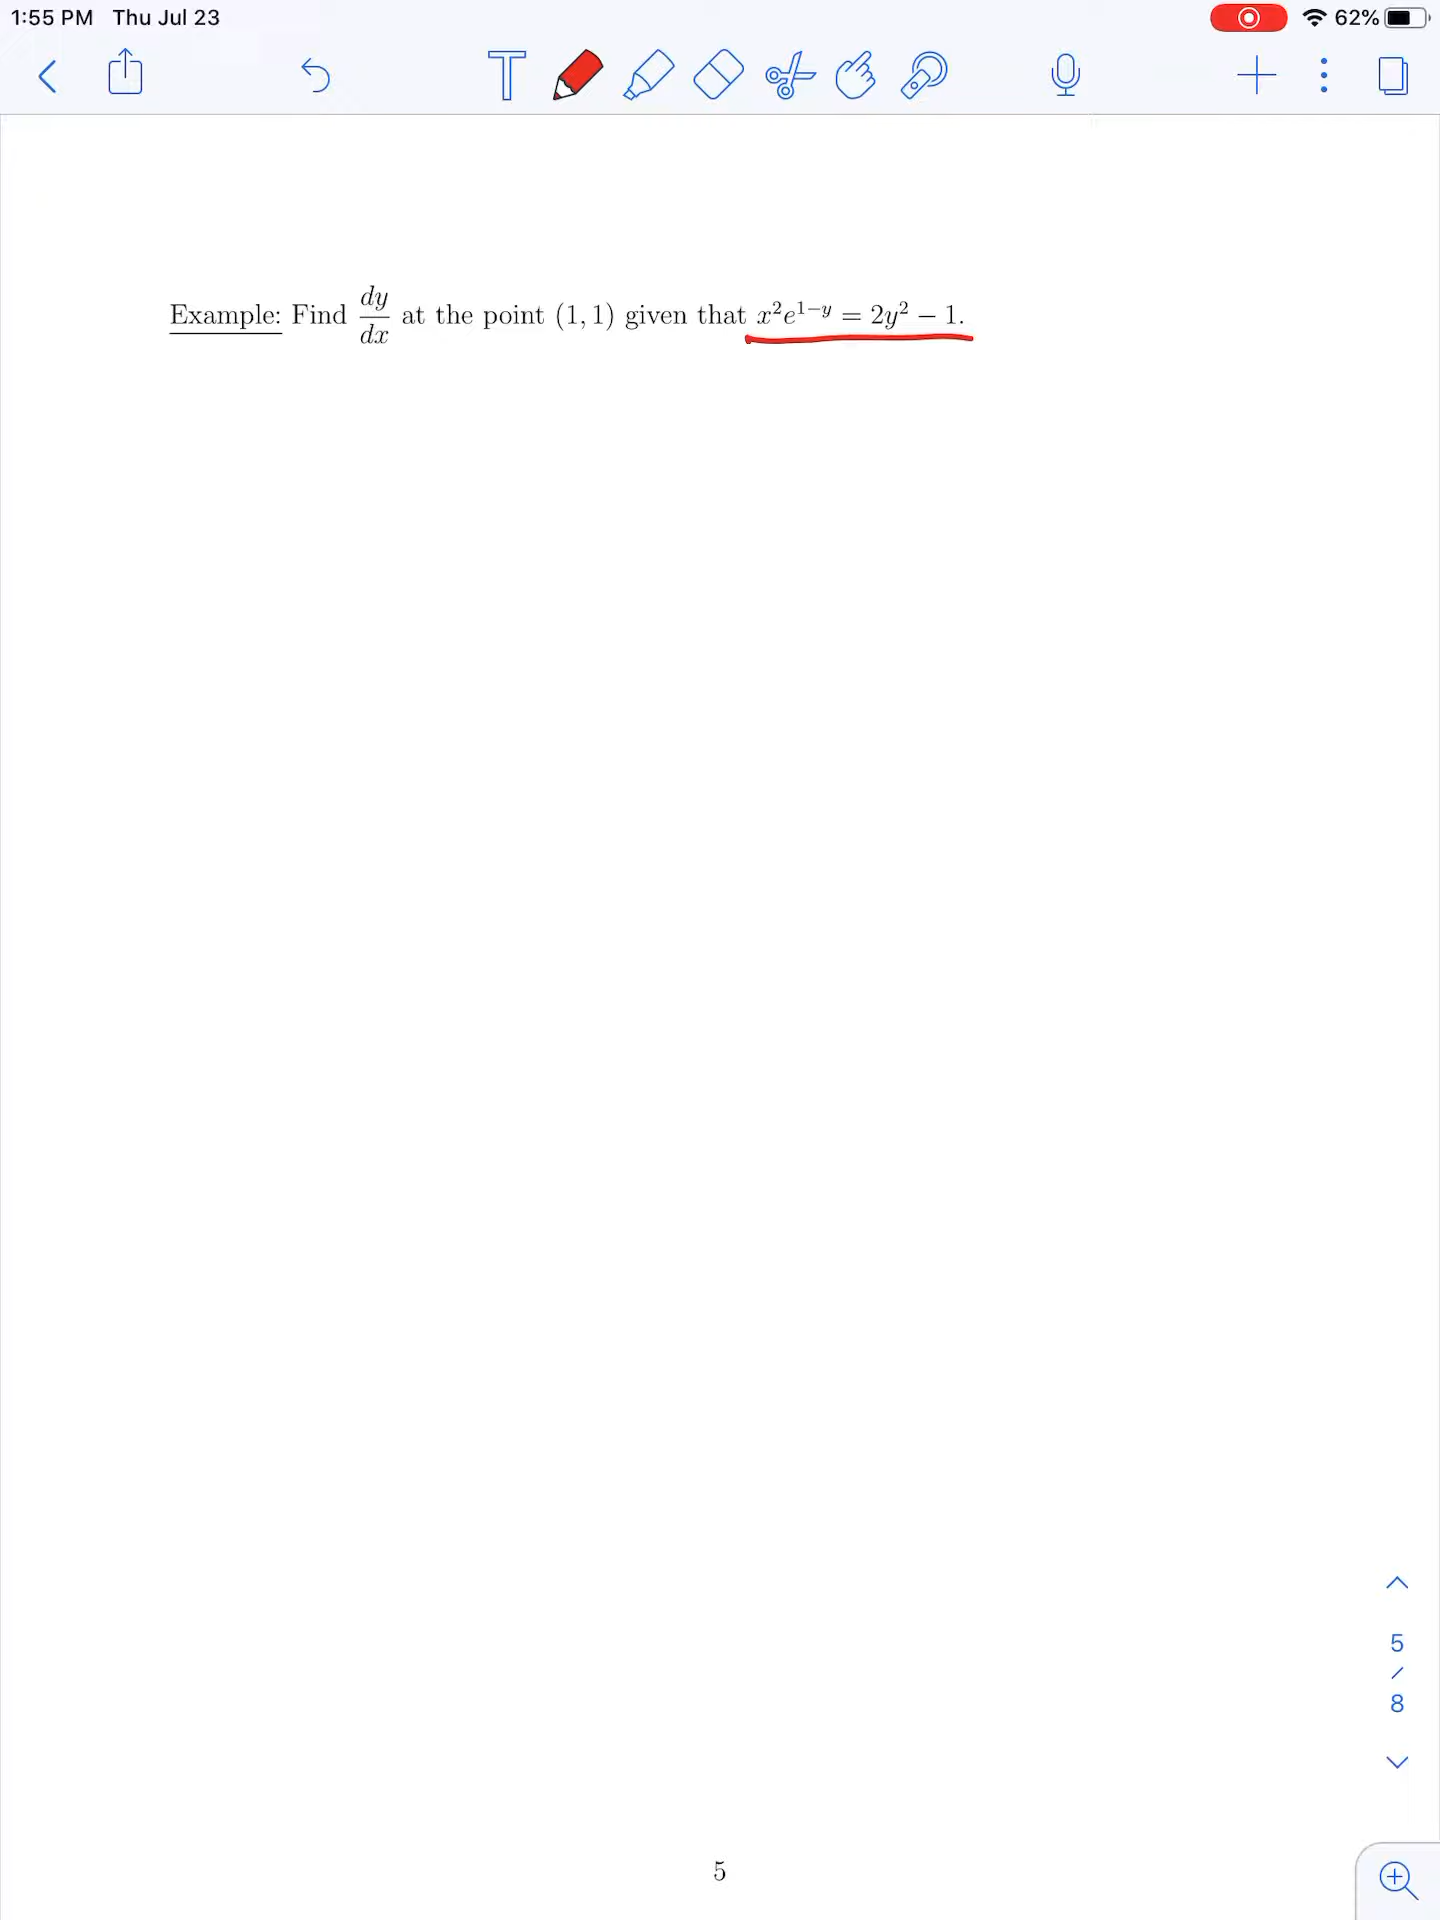 1:55 PM Thu Jul 23 62%
T
Example: Find dy/dx at the point (1, 1) given that x²e^{1−y} = 2y² − 1.
5
/
8
5